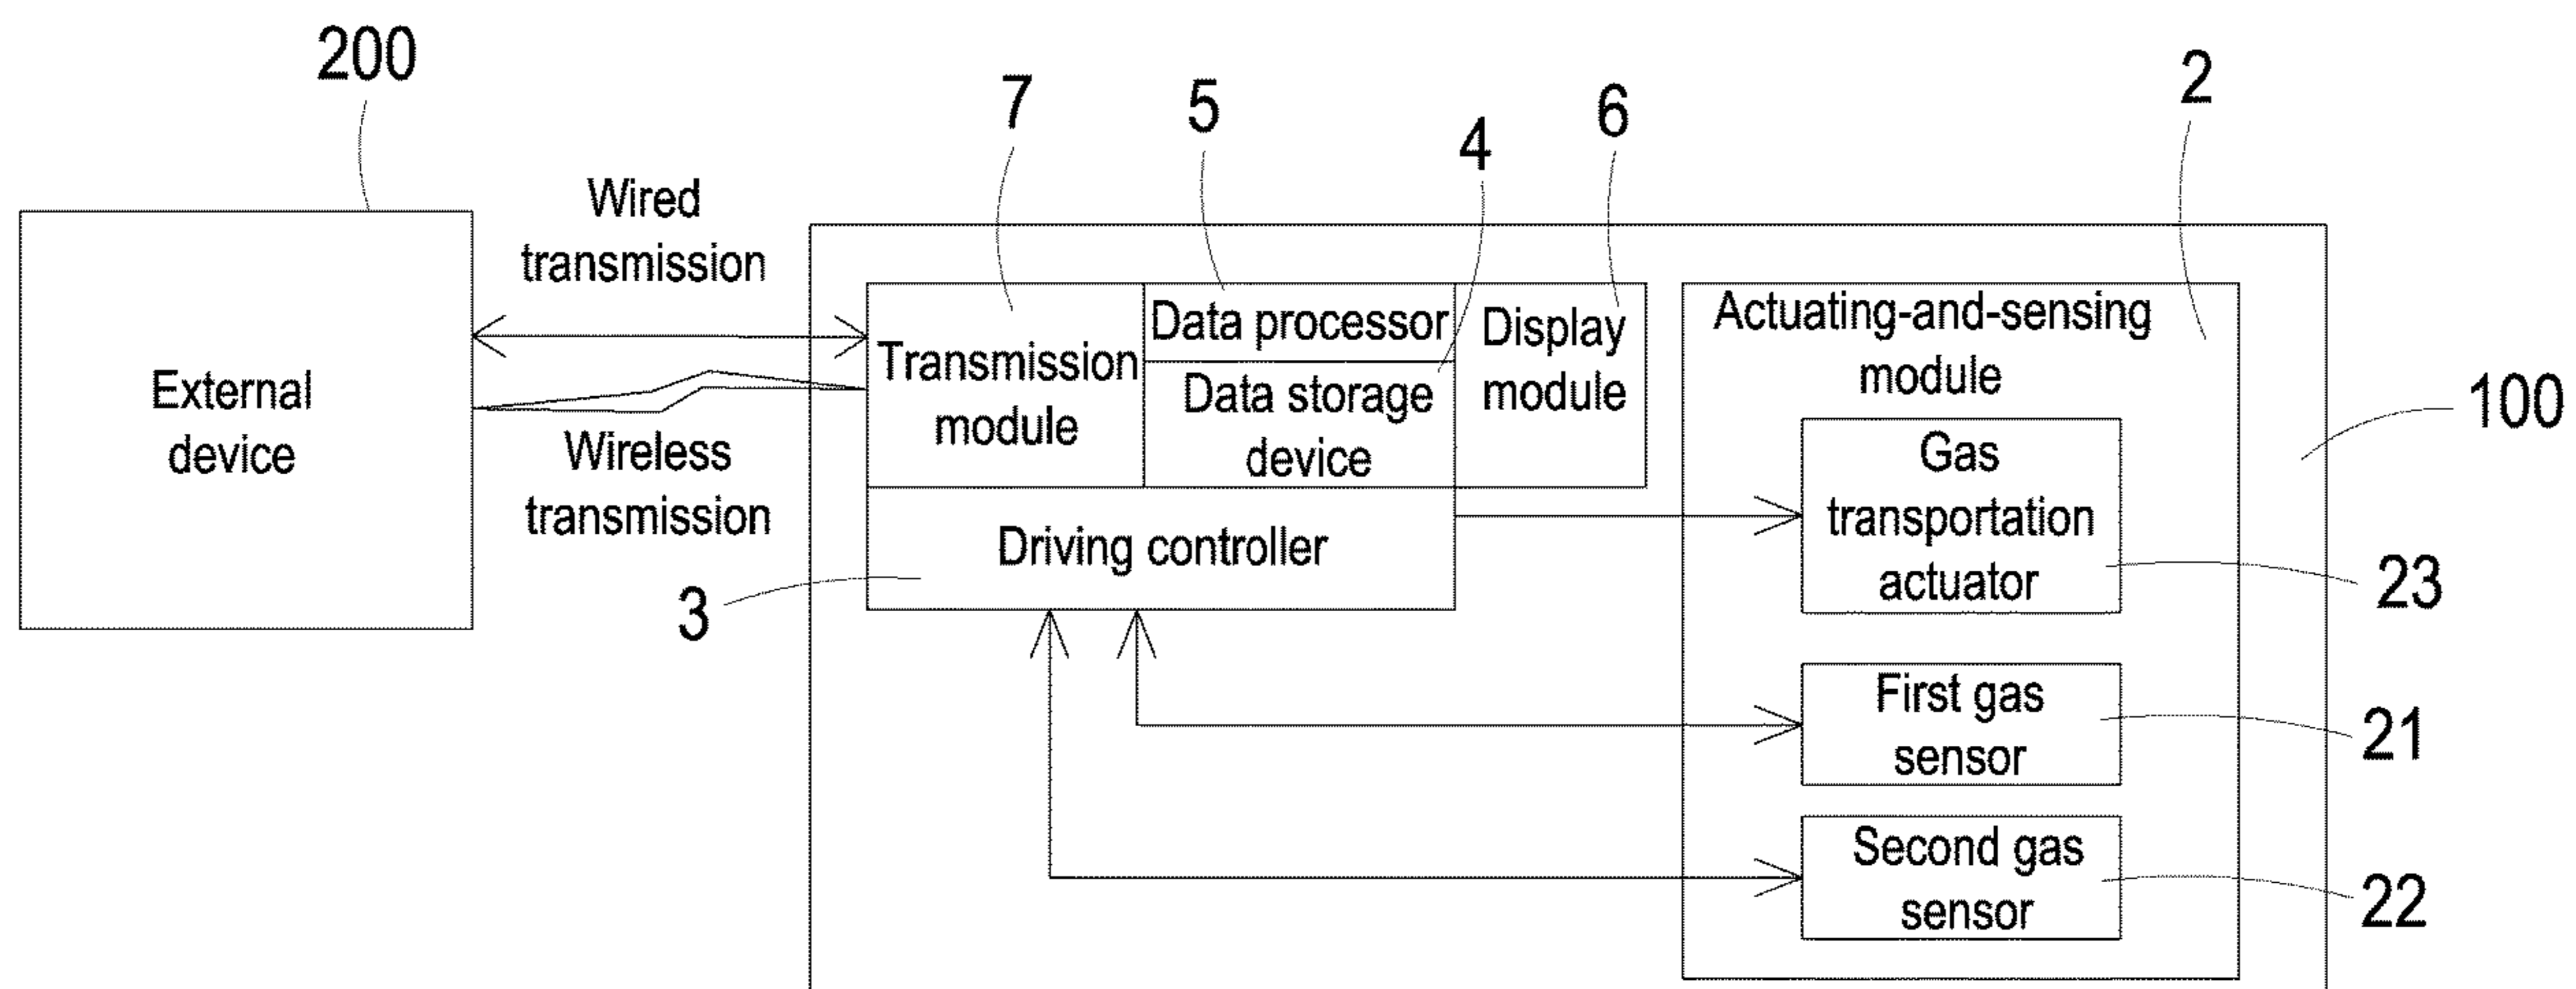 200
7
5
4
6
2
Wired
transmission
External
device
Wireless
transmission
Transmission
module
Data processor
Data storage
device
Display
module
Driving controller
3
Actuating-and-sensing
module
Gas
transportation
actuator
First gas
sensor
Second gas
sensor
100
23
21
22